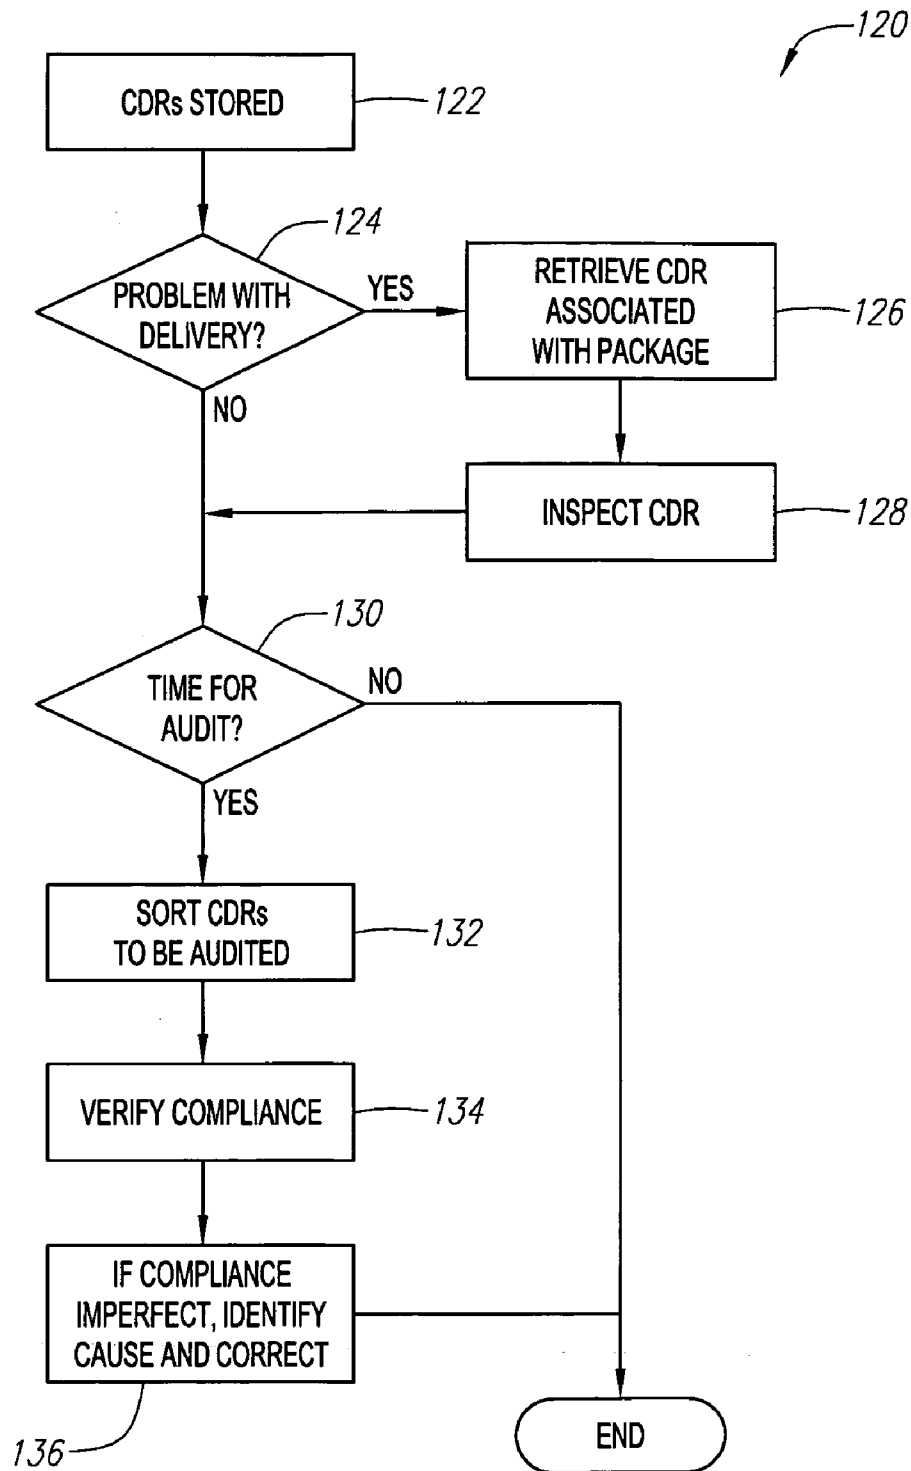 120
CDRs STORED
122
124
PROBLEM WITH
DELIVERY?
YES
NO
RETRIEVE CDR
ASSOCIATED
WITH PACKAGE
126
INSPECT CDR
128
130
TIME FOR
AUDIT?
NO
YES
SORT CDRs
TO BE AUDITED
132
VERIFY COMPLIANCE
134
IF COMPLIANCE
IMPERFECT, IDENTIFY
CAUSE AND CORRECT
136
END